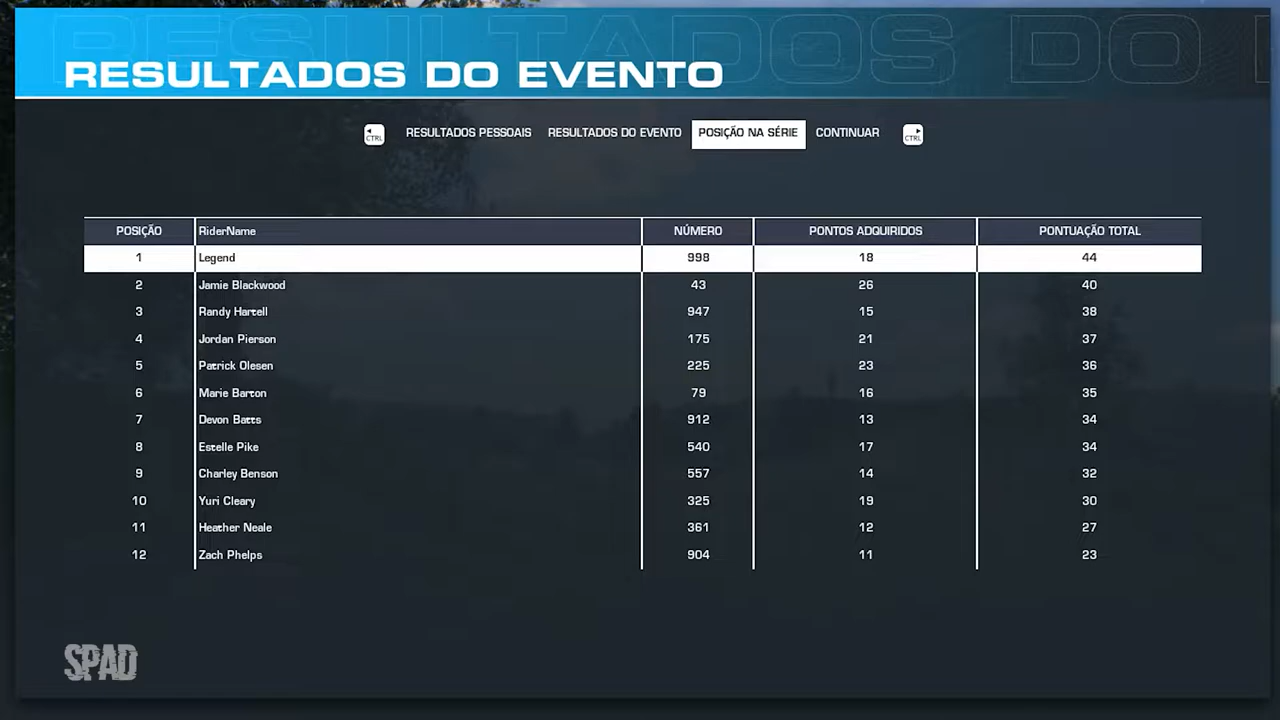 RESULTADOS DO EVENTO
CTRL RESULTADOS PESSOAIS RESULTADOS DO EVENTO POSIÇÃO NA SÉRIE CONTINUAR CTRL
POSIÇÃO RiderName NÚMERO PONTOS ADQUIRIDOS PONTUAÇÃO TOTAL
1 Legend 998 18 44
2 Jamie Blackwood 43 26 40
3 Randy Hartell 947 15 38
4 Jordan Pierson 175 21 37
5 Patrick Olesen 225 23 36
6 Marie Barton 79 16 35
7 Devon Batts 912 13 34
8 Estelle Pike 540 17 34
9 Charley Benson 557 14 32
10 Yuri Cleary 325 19 30
11 Heather Neale 361 12 27
12 Zach Phelps 904 11 23
SPAD